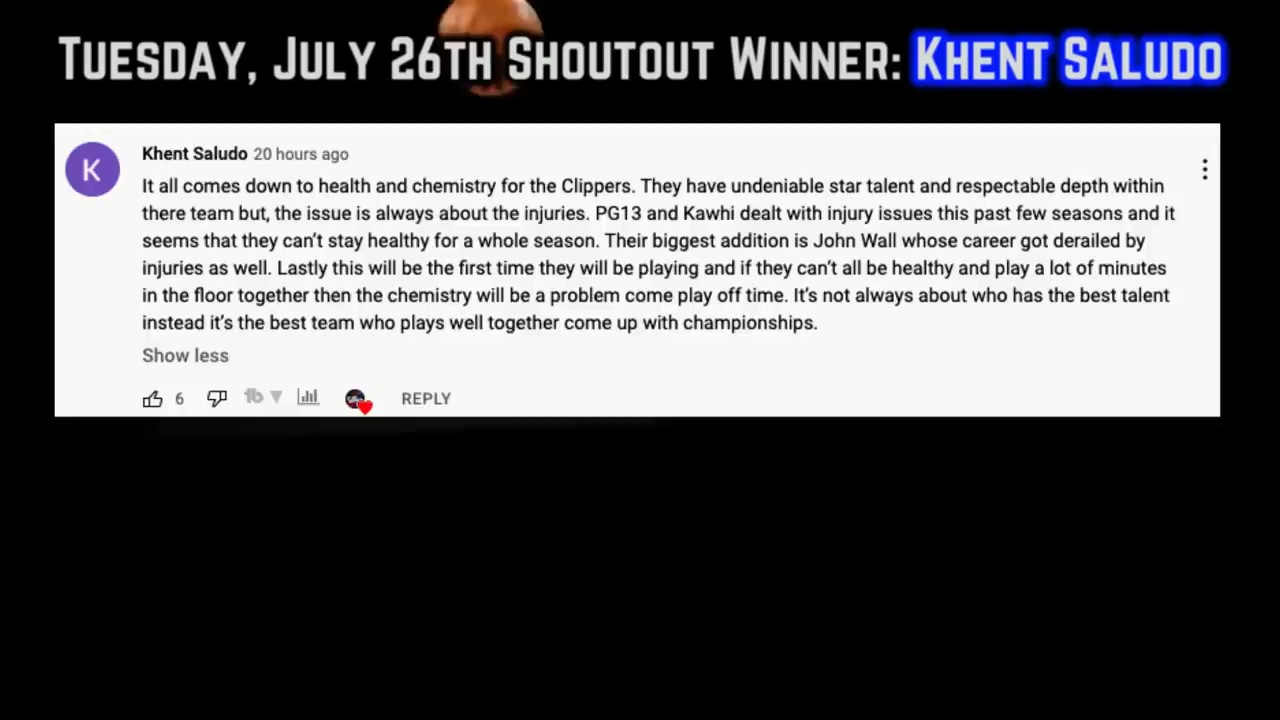 Tuesday, July 26th Shoutout Winner: Khent Saludo
K
Khent Saludo 20 hours ago
It all comes down to health and chemistry for the Clippers. They have undeniable star talent and respectable depth within
there team but, the issue is always about the injuries. PG13 and Kawhi dealt with injury issues this past few seasons and it
seems that they can't stay healthy for a whole season. Their biggest addition is John Wall whose career got derailed by
injuries as well. Lastly this will be the first time they will be playing and if they can't all be healthy and play a lot of minutes
in the floor together then the chemistry will be a problem come play off time. It's not always about who has the best talent
instead it's the best team who plays well together come up with championships.
Show less
6
REPLY